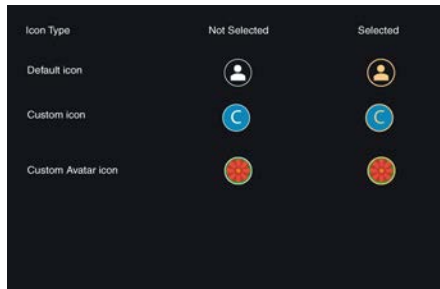 Icon Type Not Selected Selected
Default icon
Custom icon C C
Custom Avatar icon